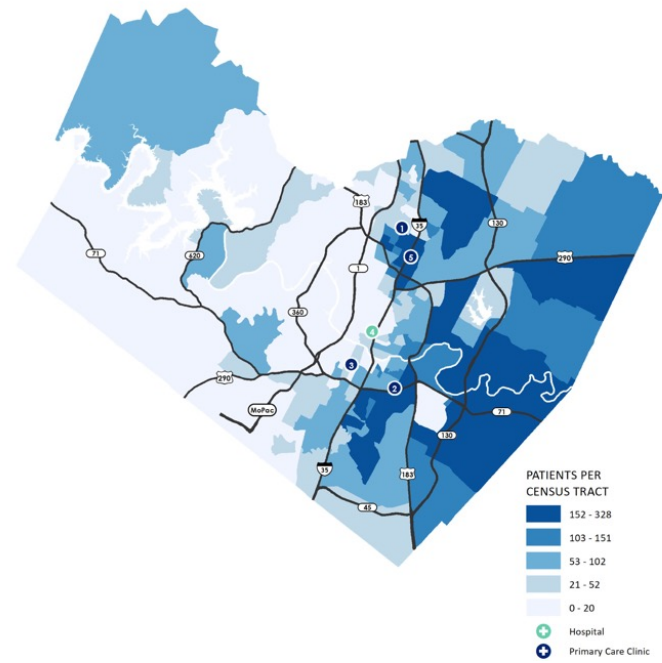 183
1
35
130
71
620
5
290
1
360
4
3
290
2
MoPac
71
130
35
183
45
PATIENTS PER
CENSUS TRACT
152 - 328
103 - 151
53 - 102
21 - 52
0 - 20
Hospital
Primary Care Clinic